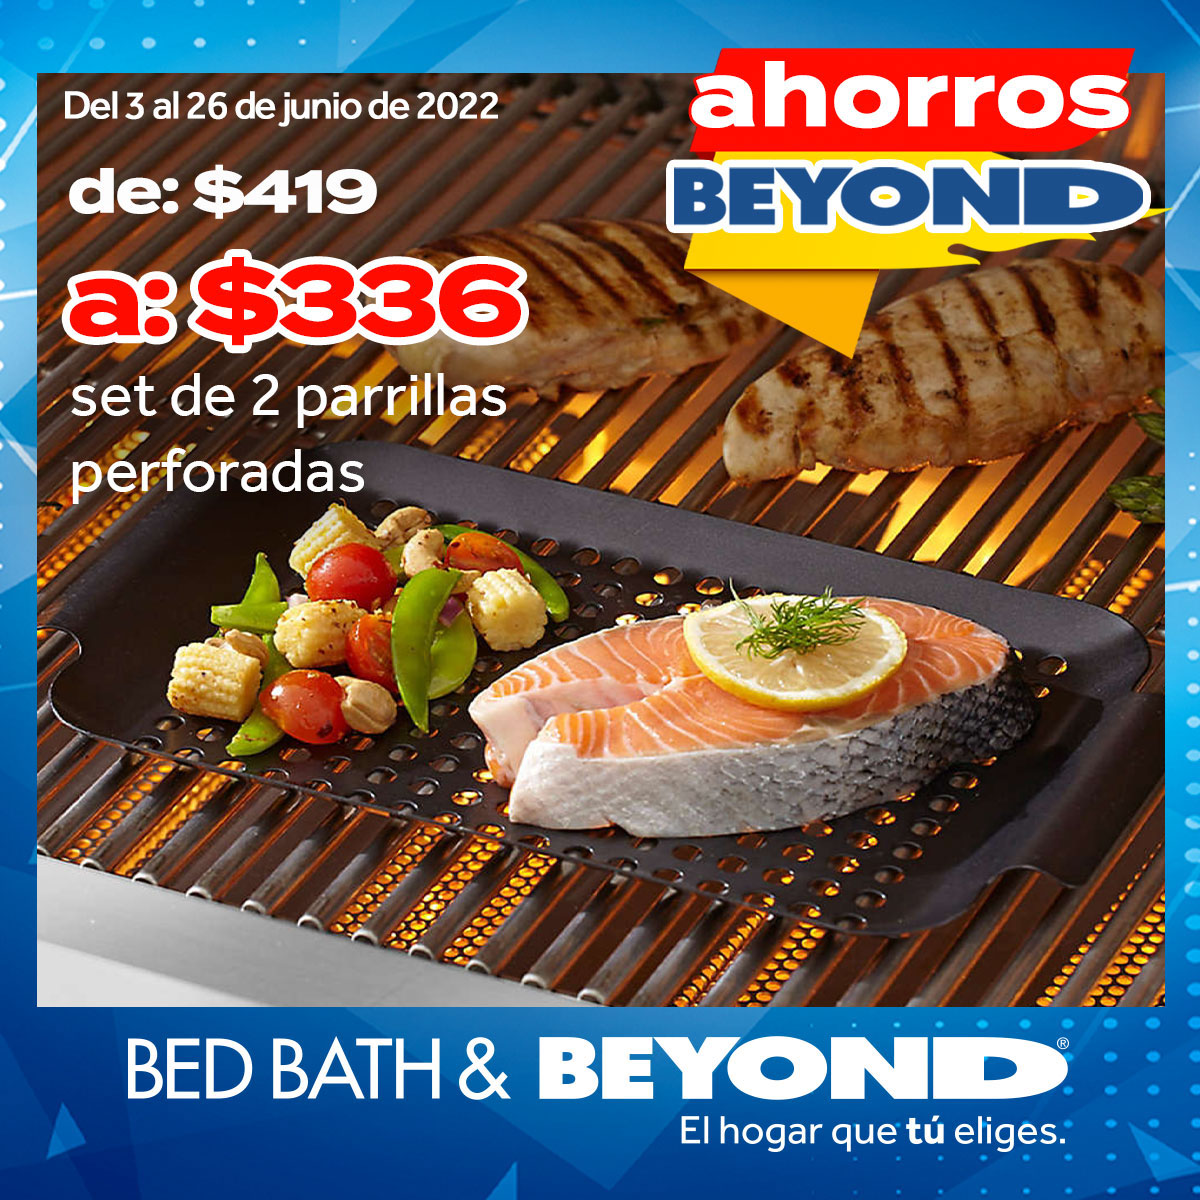 Del 3 al 26 de junio de 2022
ahorros
BEYOND
de: $419
a: $336
set de 2 parrillas
perforadas
BED BATH & BEYOND®
El hogar que tú eliges.